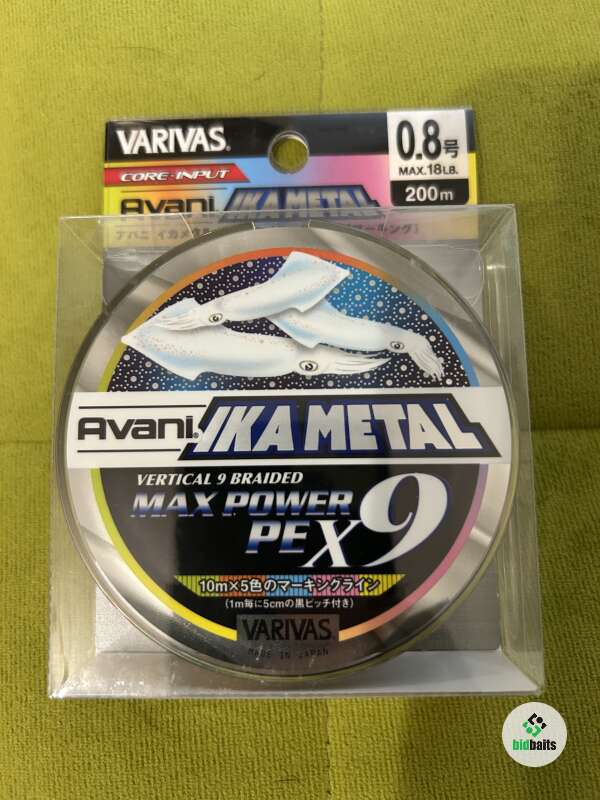 VARIVAS®
0.8号
MAX.18LB.
200m
CORE-INPUT
Avani IKA METAL
Avani® IKA METAL
VERTICAL 9 BRAIDED
MAX POWER
PE X9
10m×5色のマーキングライン
(1m毎に5cmの黒ピッチ付き)
VARIVAS®
MADE IN JAPAN
bidbaits